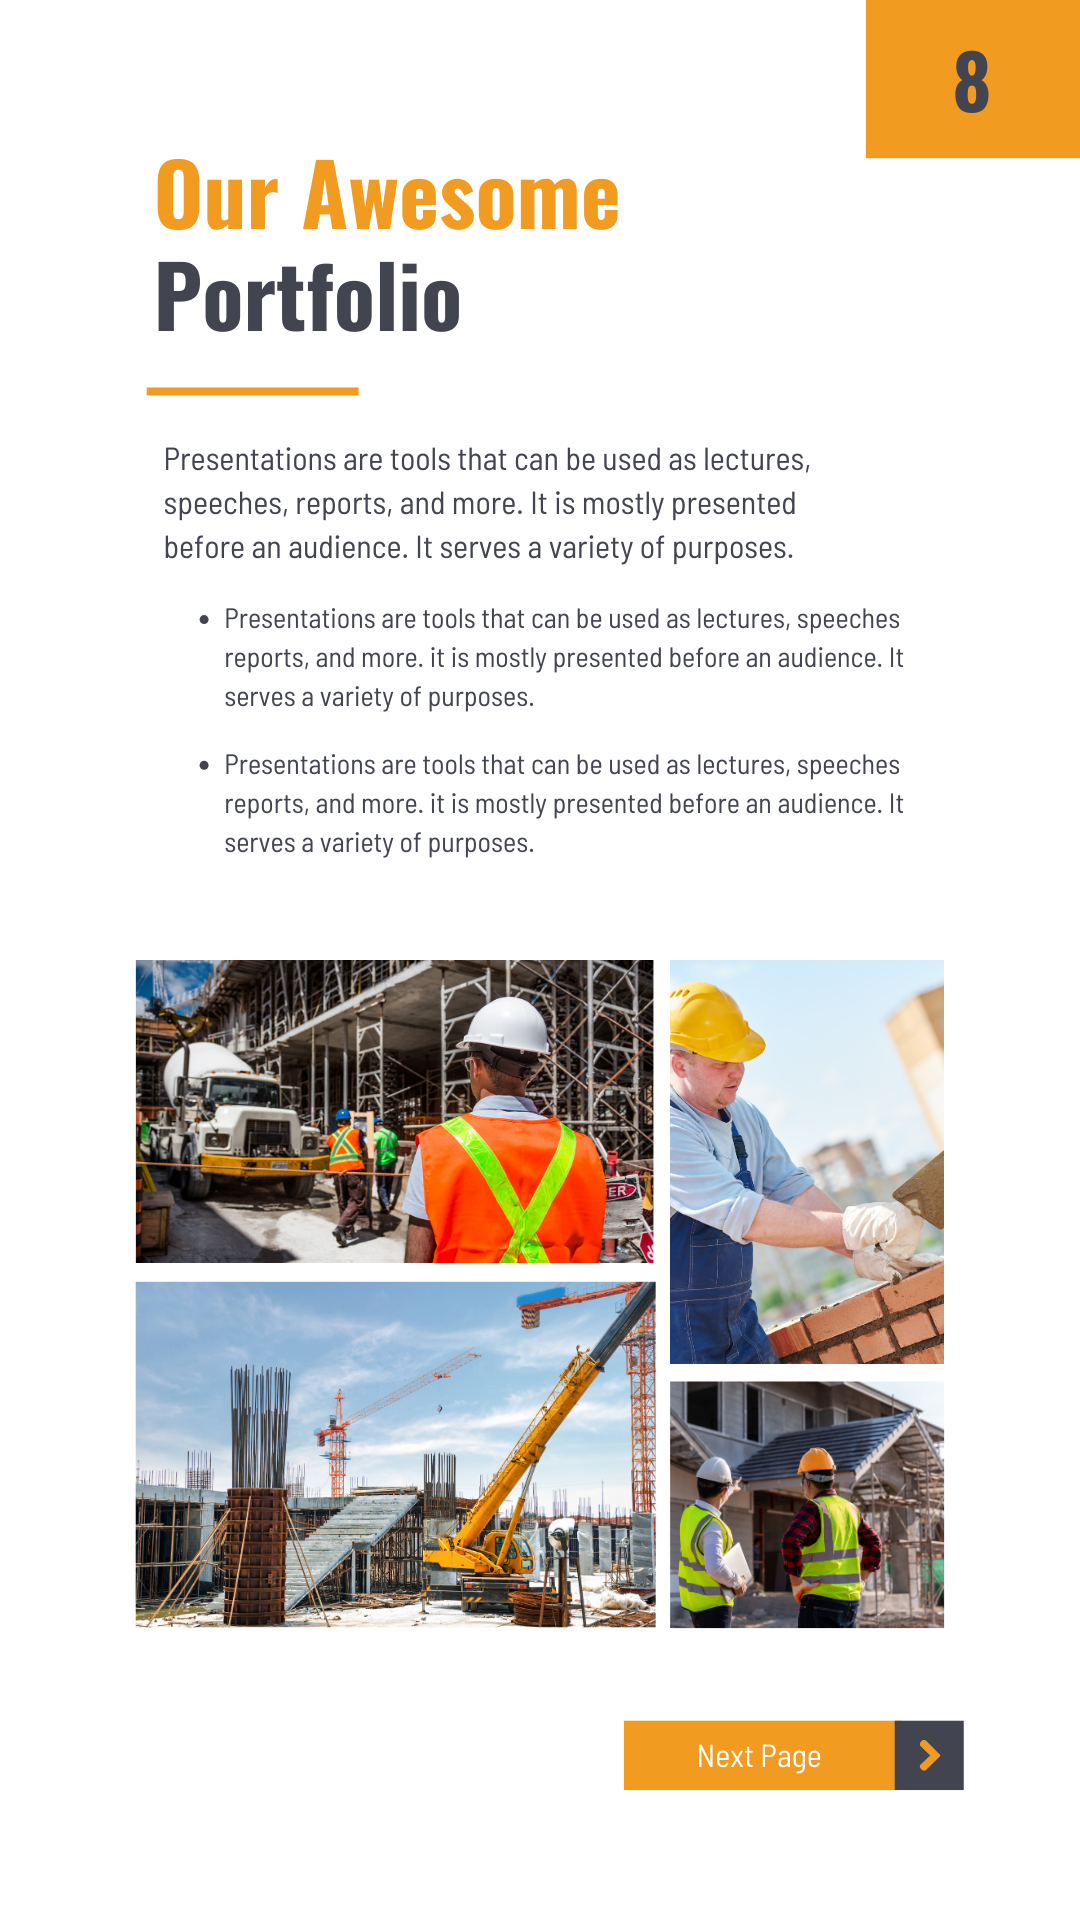 8
Our Awesome
Portfolio
Presentations are tools that can be used as lectures,
speeches, reports, and more. It is mostly presented
before an audience. It serves a variety of purposes.
• Presentations are tools that can be used as lectures, speeches
reports, and more. it is mostly presented before an audience. It
serves a variety of purposes.
• Presentations are tools that can be used as lectures, speeches
reports, and more. it is mostly presented before an audience. It
serves a variety of purposes.
ER
Next Page